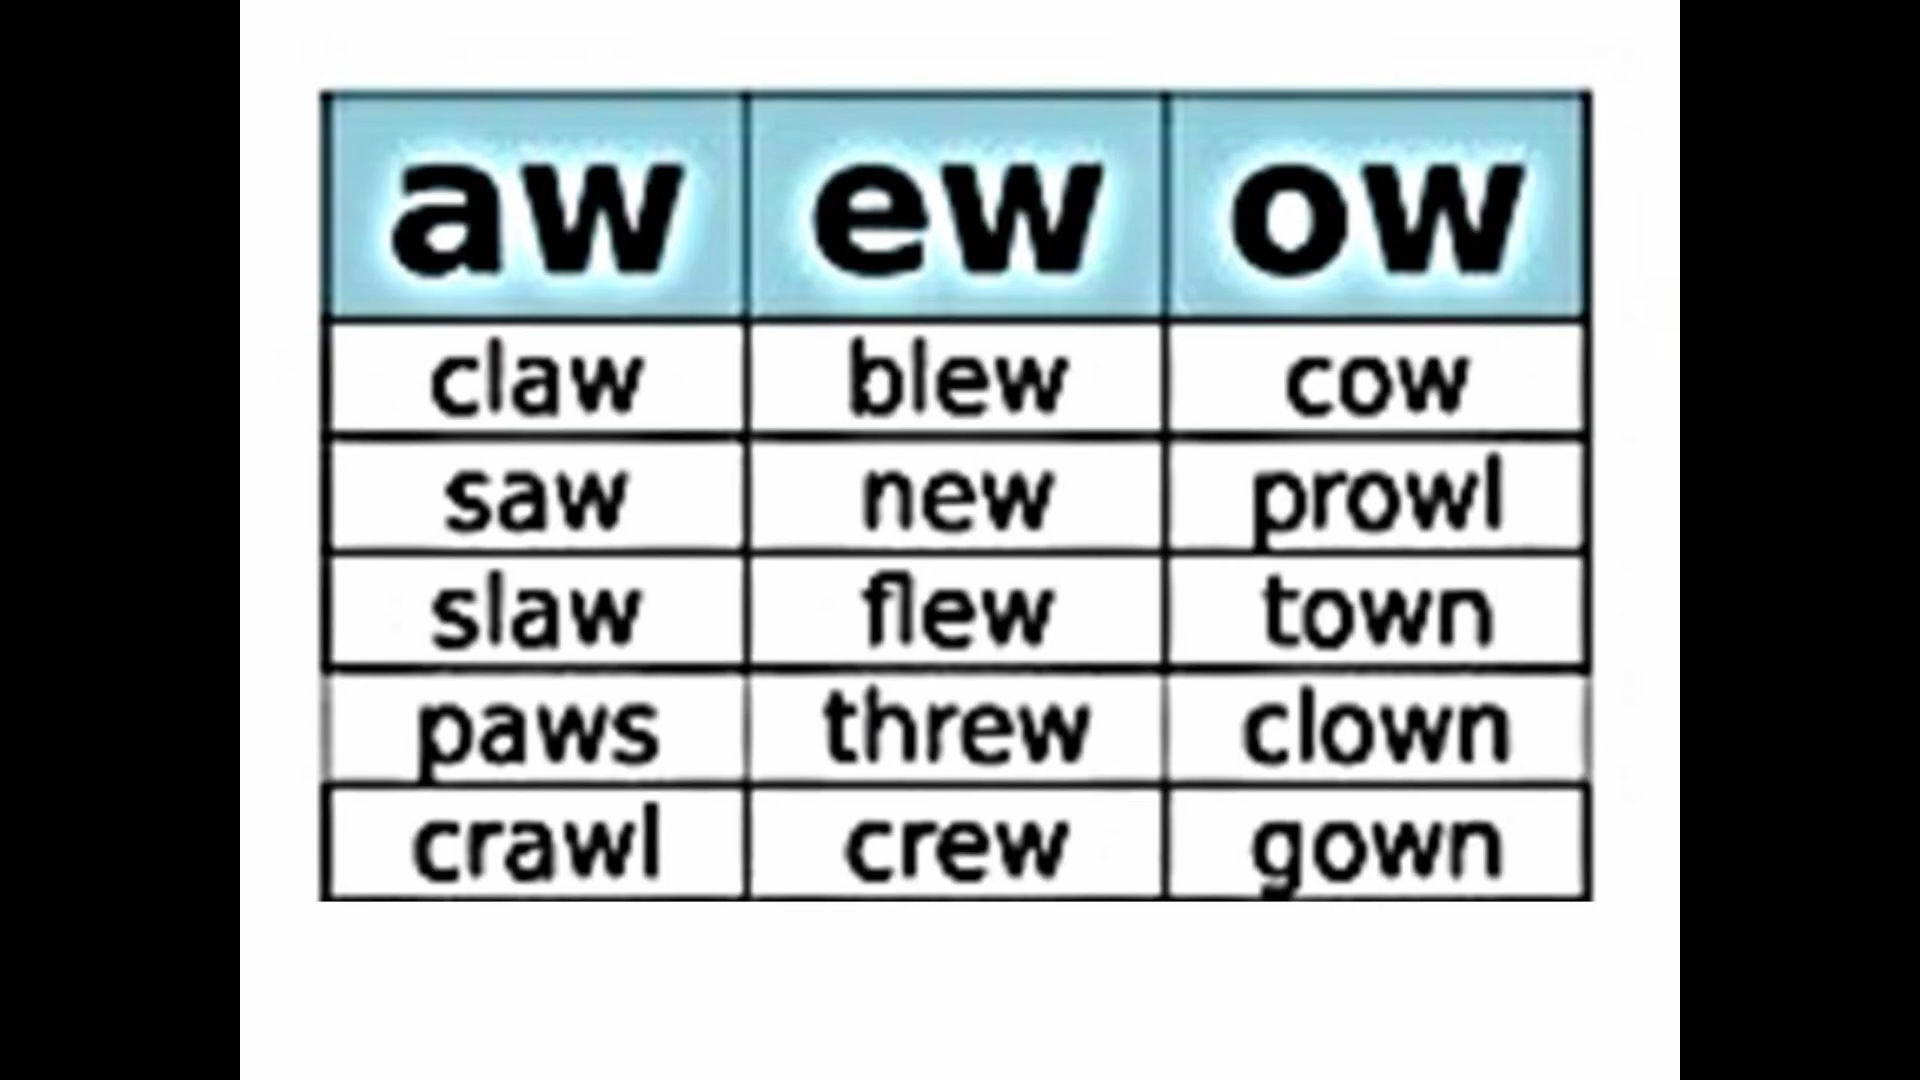 aw ew ow
claw blew cow
saw new prowl
slaw flew town
paws threw clown
crawl crew gown